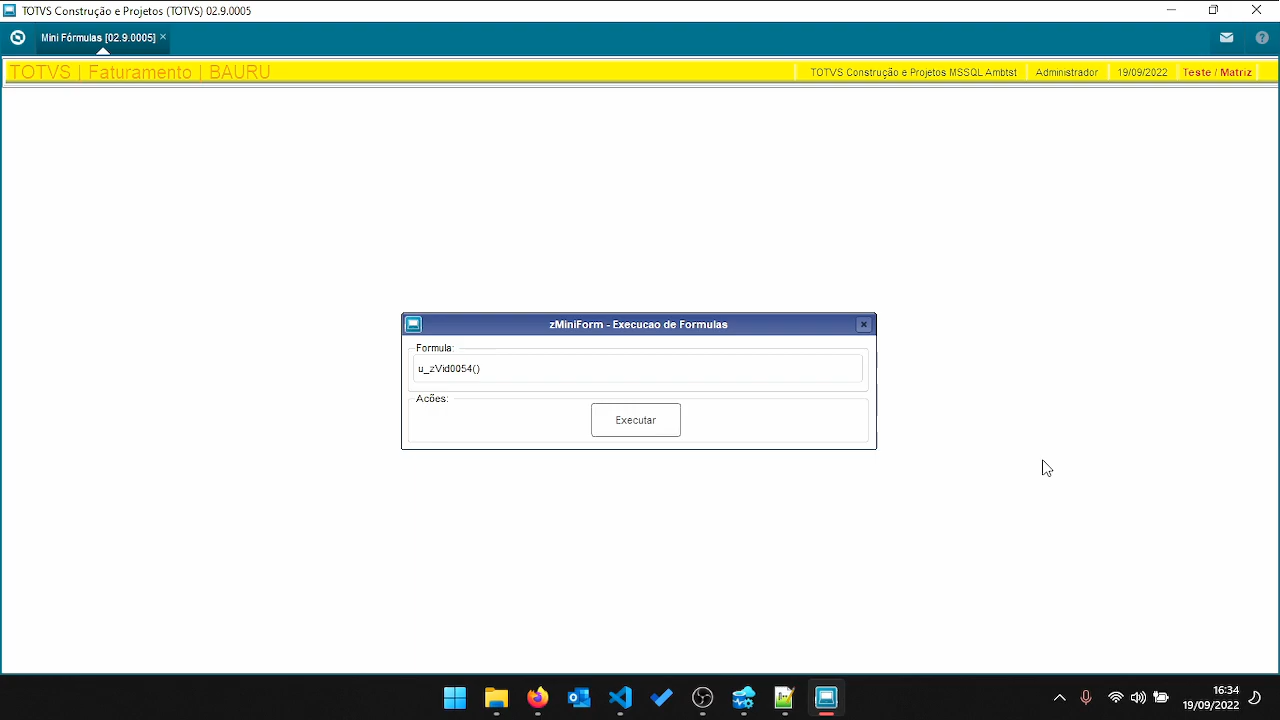 TOTVS Construção e Projetos (TOTVS) 02.9.0005
Mini Fórmulas [02.9.0005]
TOTVS | Faturamento | BAURU
TOTVS Construção e Projetos MSSQL Ambtst
Administrador
19/09/2022
Teste / Matriz
zMiniForm - Execucao de Formulas
Formula:
u_zVid0054()
Acões:
Executar
16:34
19/09/2022